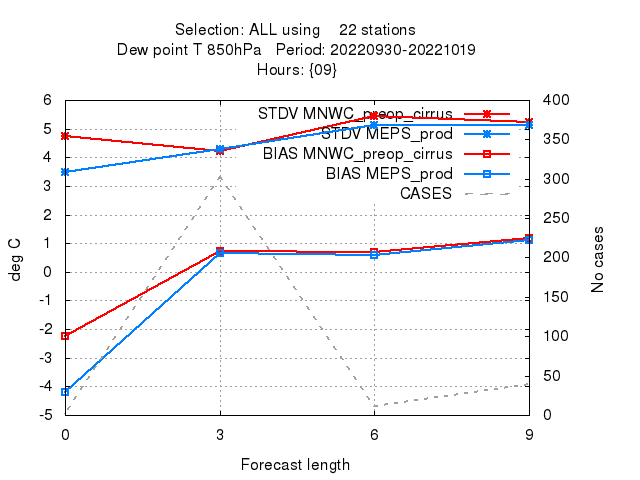 Selection: ALL using    22 stations
Dew point T 850hPa   Period: 20220930-20221019
Hours: {09}
STDV MNWC_preop_cirrus
STDV MEPS_prod
BIAS MNWC_preop_cirrus
BIAS MEPS_prod
CASES
deg C
6
5
4
3
2
1
0
-1
-2
-3
-4
-5
400
350
300
250
200
150
100
50
0
No cases
0 3 6 9
Forecast length